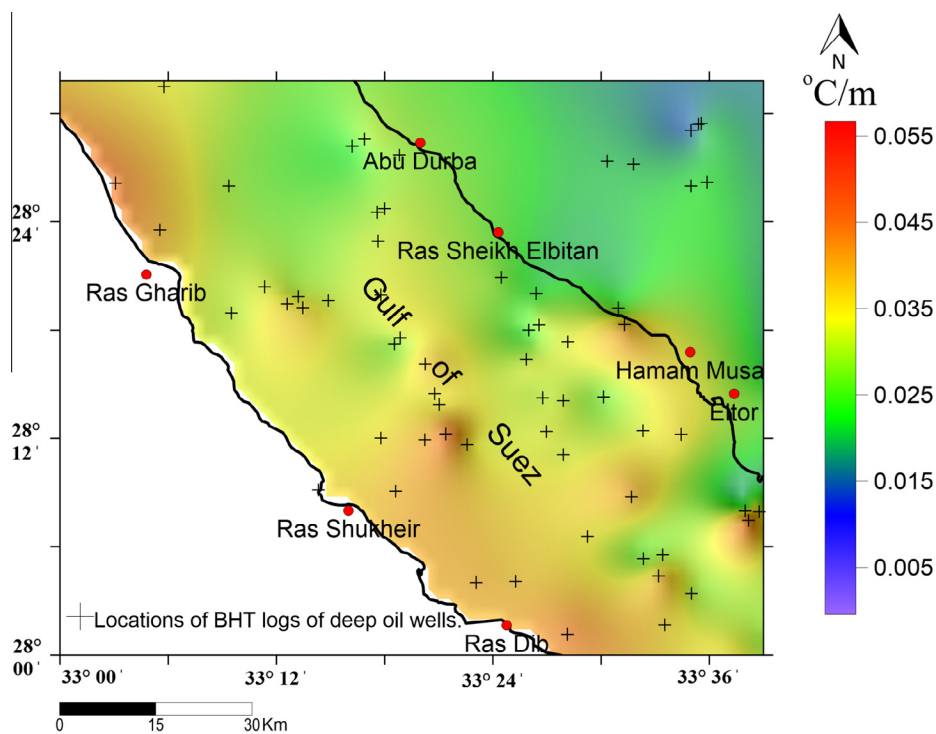 N
°C/m
0.055
0.045
0.035
0.025
0.015
0.005
Abu Durba
28°
24'
Ras Sheikh Elbitan
Ras Gharib
Gulf
of
Suez
Hamam Musa
Eltor
28°
12'
Ras Shukheir
Locations of BHT logs of deep oil wells.
Ras Dib
28°
00'
33° 00'
33° 12'
33° 24'
33° 36'
0 15 30 Km